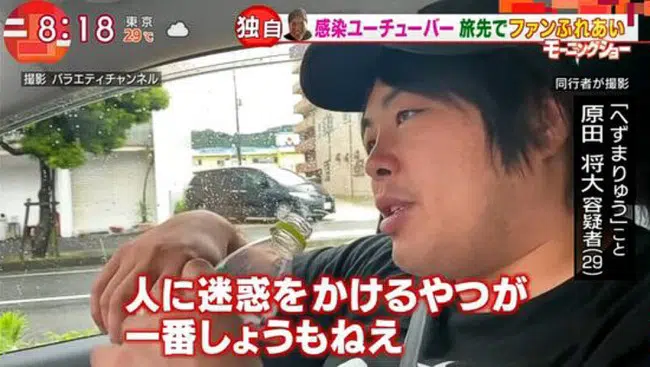 8:18
東京
29℃
独自
感染ユーチューバー 旅先でファンふれあい
モーニングショー
撮影 バラエティチャンネル
同行者が撮影
「へずまりゅう」こと
原田 将大 容疑者(29)
人に迷惑をかけるやつが
一番しょうもねえ